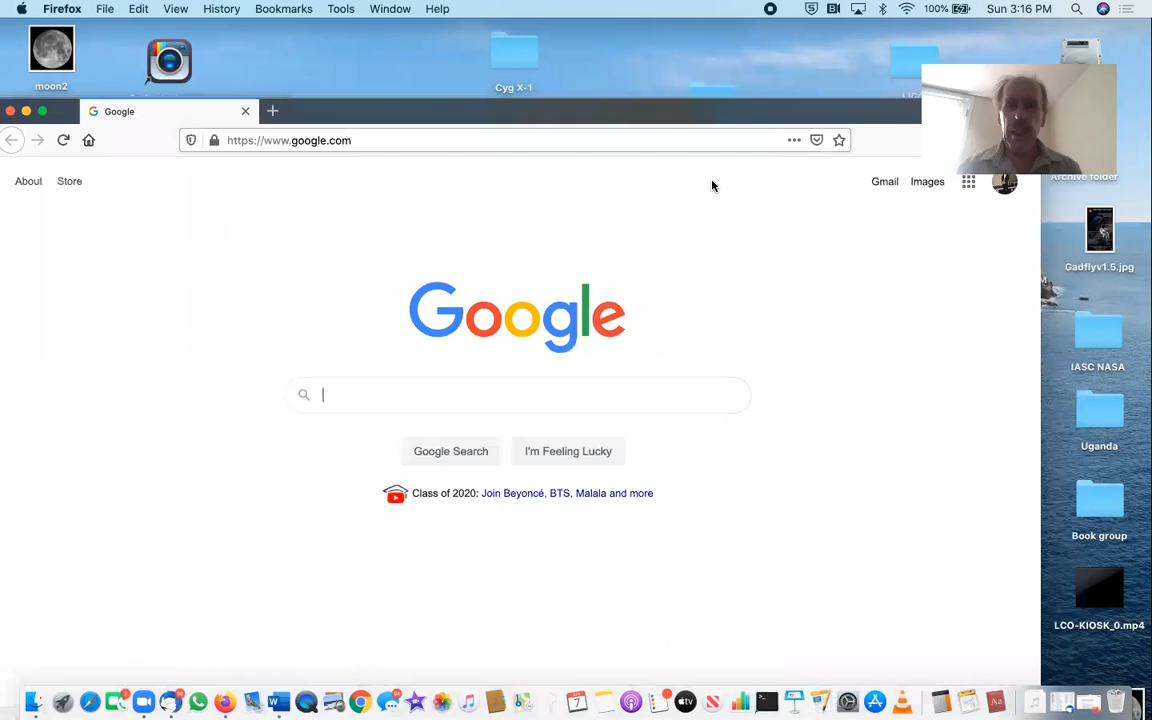 Firefox File Edit View History Bookmarks Tools Window Help 100% Sun 3:16 PM
moon2
Cyg X-1
Google
https://www.google.com
About Store Gmail Images
Archive folder
Gadflyv1.5.jpg
Google
IASC NASA
Google Search I'm Feeling Lucky
Uganda
Class of 2020: Join Beyoncé, BTS, Malala and more
Book group
LCO-KIOSK_0.mp4